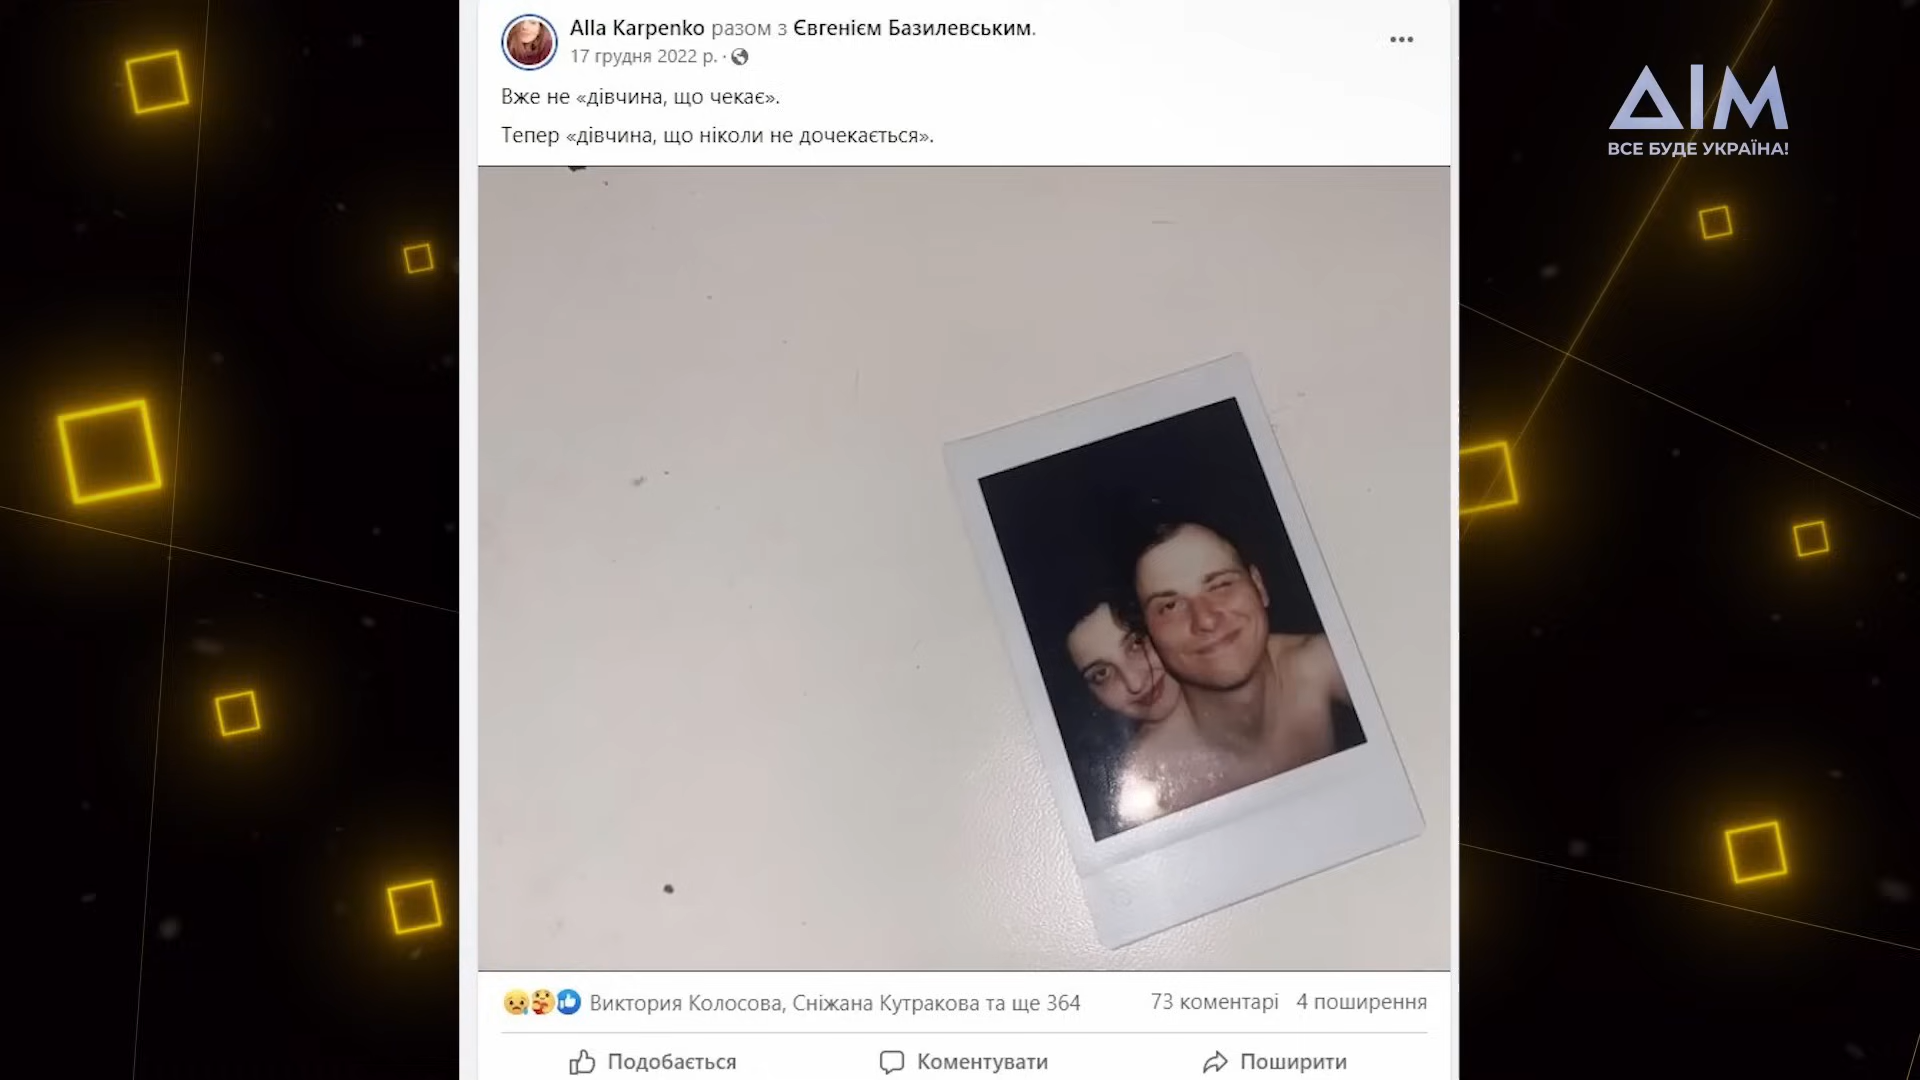 Alla Karpenko разом з Євгенієм Базилевським.
17 грудня 2022 р. ·
ДІМ
ВСЕ БУДЕ УКРАЇНА!
Вже не «дівчина, що чекає».
Тепер «дівчина, що ніколи не дочекається».
Виктория Колосова, Сніжана Кутракова та ще 364
73 коментарі 4 поширення
Подобається Коментувати Поширити